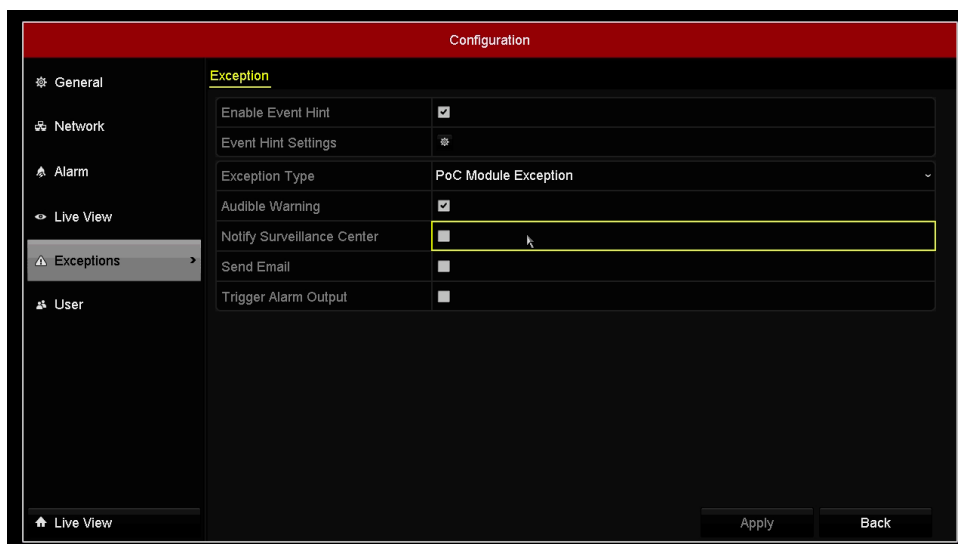 Configuration
General
Network
Alarm
Live View
Exceptions
User
Live View
Exception
Enable Event Hint
Event Hint Settings
Exception Type PoC Module Exception
Audible Warning
Notify Surveillance Center
Send Email
Trigger Alarm Output
Apply Back